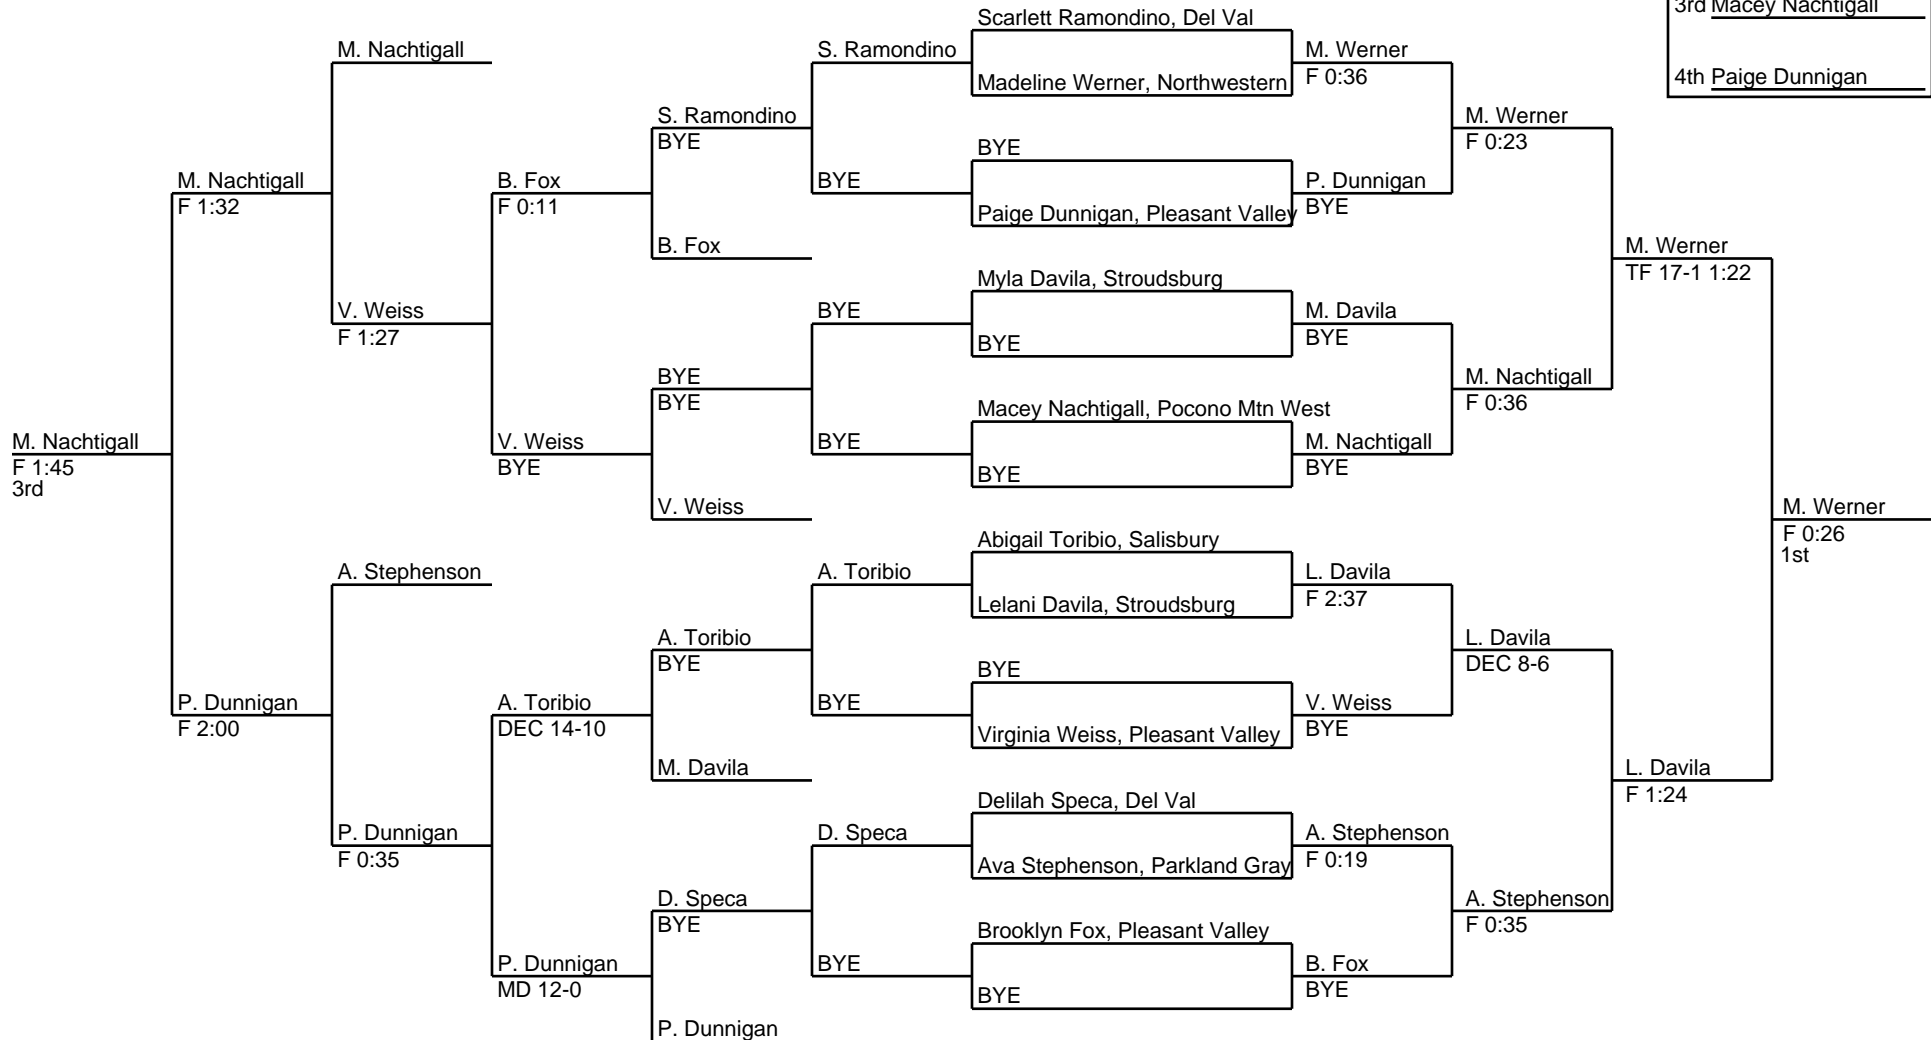 3rd Macey Nachtigall
4th Paige Dunnigan
M. Nachtigall
F 1:45
3rd
M. Nachtigall
F 1:32
P. Dunnigan
F 2:00
M. Nachtigall
V. Weiss
F 1:27
A. Stephenson
P. Dunnigan
F 0:35
B. Fox
F 0:11
V. Weiss
BYE
A. Toribio
DEC 14-10
P. Dunnigan
MD 12-0
S. Ramondino
BYE
B. Fox
BYE
BYE
V. Weiss
A. Toribio
BYE
M. Davila
D. Speca
BYE
P. Dunnigan
S. Ramondino
BYE
BYE
BYE
A. Toribio
BYE
D. Speca
BYE
Scarlett Ramondino, Del Val
Madeline Werner, Northwestern
BYE
Paige Dunnigan, Pleasant Valley
Myla Davila, Stroudsburg
BYE
Macey Nachtigall, Pocono Mtn West
BYE
Abigail Toribio, Salisbury
Lelani Davila, Stroudsburg
BYE
Virginia Weiss, Pleasant Valley
Delilah Speca, Del Val
Ava Stephenson, Parkland Gray
Brooklyn Fox, Pleasant Valley
BYE
M. Werner
F 0:36
P. Dunnigan
BYE
M. Davila
BYE
M. Nachtigall
BYE
L. Davila
F 2:37
V. Weiss
BYE
A. Stephenson
F 0:19
B. Fox
BYE
M. Werner
F 0:23
M. Nachtigall
F 0:36
L. Davila
DEC 8-6
A. Stephenson
F 0:35
M. Werner
TF 17-1 1:22
L. Davila
F 1:24
M. Werner
F 0:26
1st